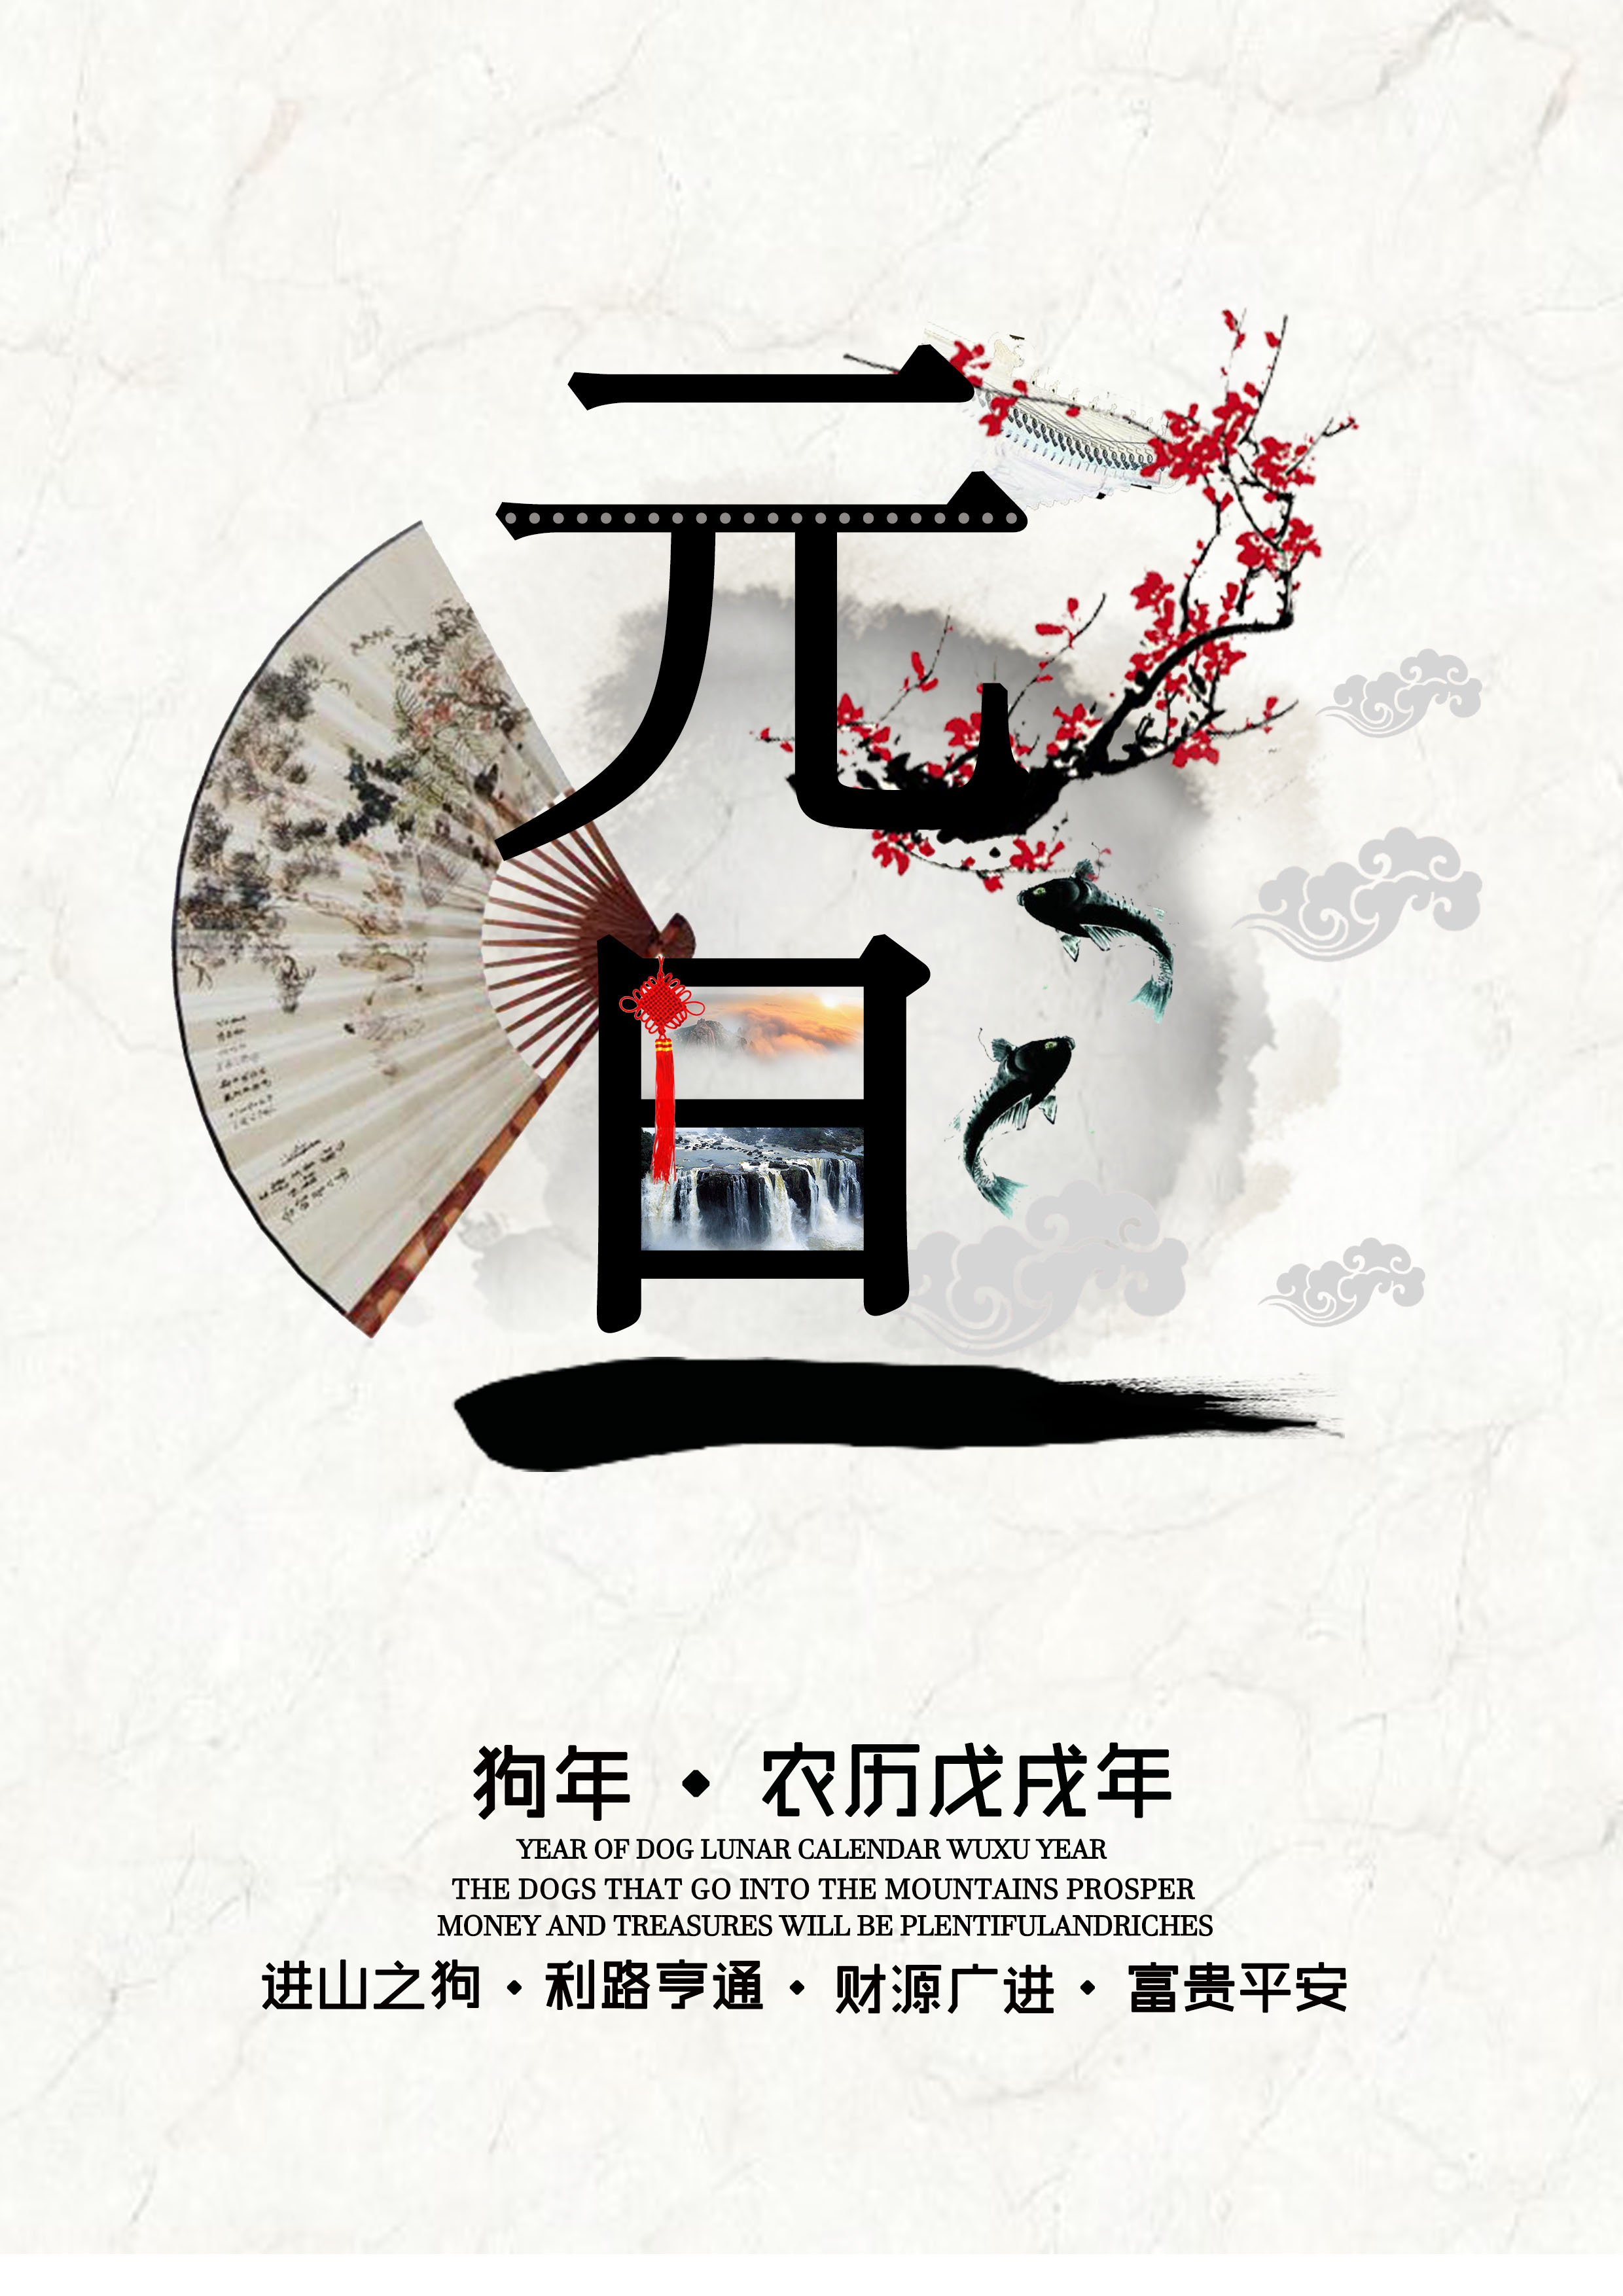 元
旦
狗年·农历戊戌年
YEAR OF DOG LUNAR CALENDAR WUXU YEAR
THE DOGS THAT GO INTO THE MOUNTAINS PROSPER
MONEY AND TREASURES WILL BE PLENTIFULANDRICHES
进山之狗·利路亨通·财源广进·富贵平安